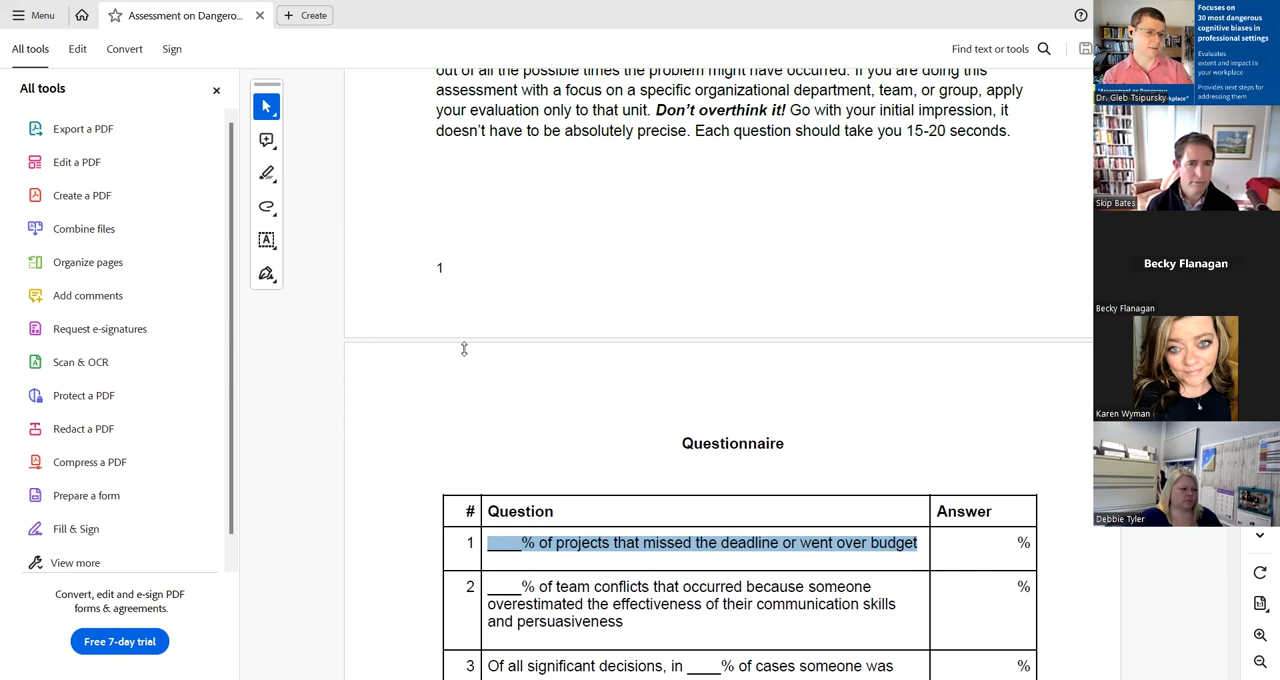 Menu
Assessment on Dangero...
Create
All tools
Edit
Convert
Sign
Find text or tools
All tools
Export a PDF
Edit a PDF
Create a PDF
Combine files
Organize pages
Add comments
Request e-signatures
Scan & OCR
Protect a PDF
Redact a PDF
Compress a PDF
Prepare a form
Fill & Sign
View more
Convert, edit and e-sign PDF
forms & agreements.
Free 7-day trial
out of all the possible times the problem might have occurred. If you are doing this
assessment with a focus on a specific organizational department, team, or group, apply
your evaluation only to that unit. Don't overthink it! Go with your initial impression, it
doesn't have to be absolutely precise. Each question should take you 15-20 seconds.
1
Questionnaire
# Question Answer
1 ____% of projects that missed the deadline or went over budget %
2 ____% of team conflicts that occurred because someone %
overestimated the effectiveness of their communication skills
and persuasiveness
3 Of all significant decisions, in ____% of cases someone was %
Focuses on
30 most dangerous
cognitive biases in
professional settings
Evaluates
extent and impact in
your workplace
Provides next steps for
addressing them
"Assessment on Dangerous
kplace"
Dr. Gleb Tsipursky
Skip Bates
Becky Flanagan
Becky Flanagan
Karen Wyman
Debbie Tyler